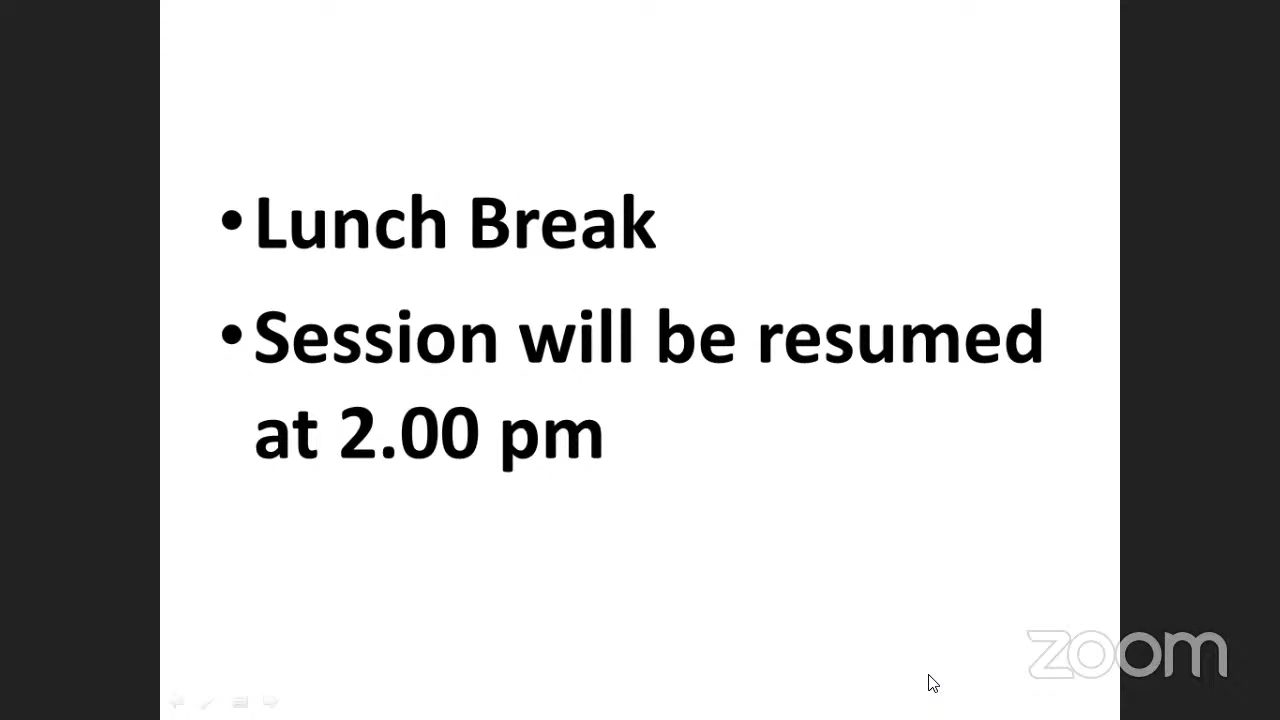 • Lunch Break
• Session will be resumed
at 2.00 pm
zoom